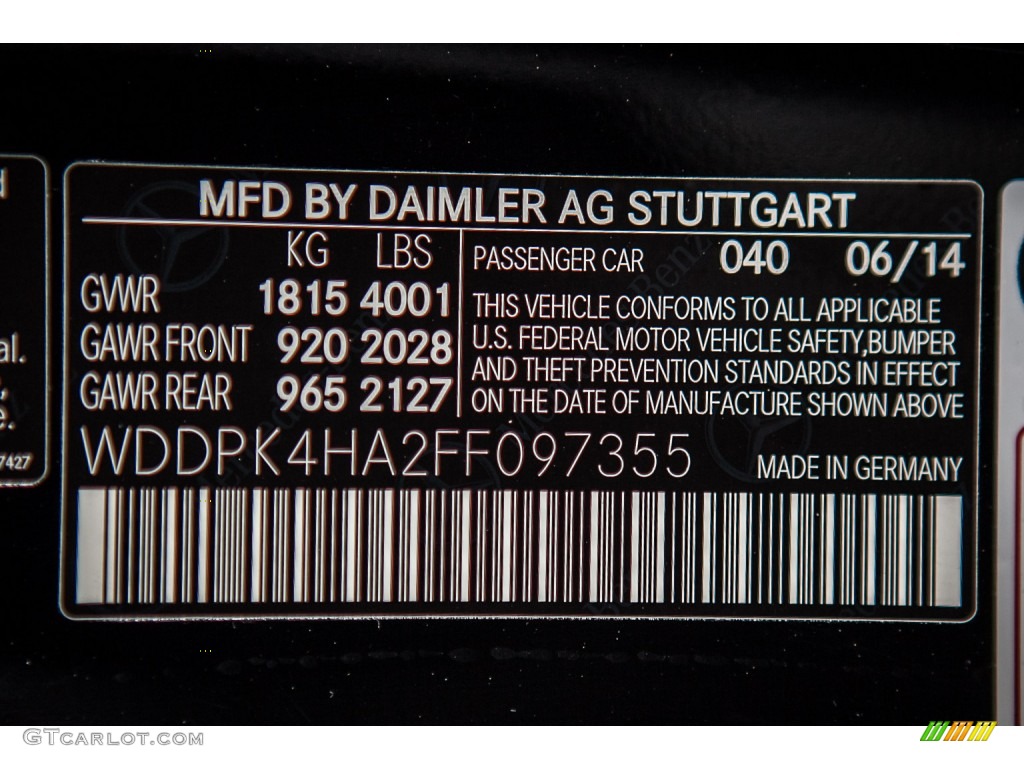 MFD BY DAIMLER AG STUTTGART
KG LBS
GVWR 1815 4001
GAWR FRONT 920 2028
GAWR REAR 965 2127
PASSENGER CAR 040 06/14
THIS VEHICLE CONFORMS TO ALL APPLICABLE
U.S. FEDERAL MOTOR VEHICLE SAFETY, BUMPER
AND THEFT PREVENTION STANDARDS IN EFFECT
ON THE DATE OF MANUFACTURE SHOWN ABOVE
WDDPK4HA2FF097355
MADE IN GERMANY
al.
e.
7427
GTCARLOT.COM